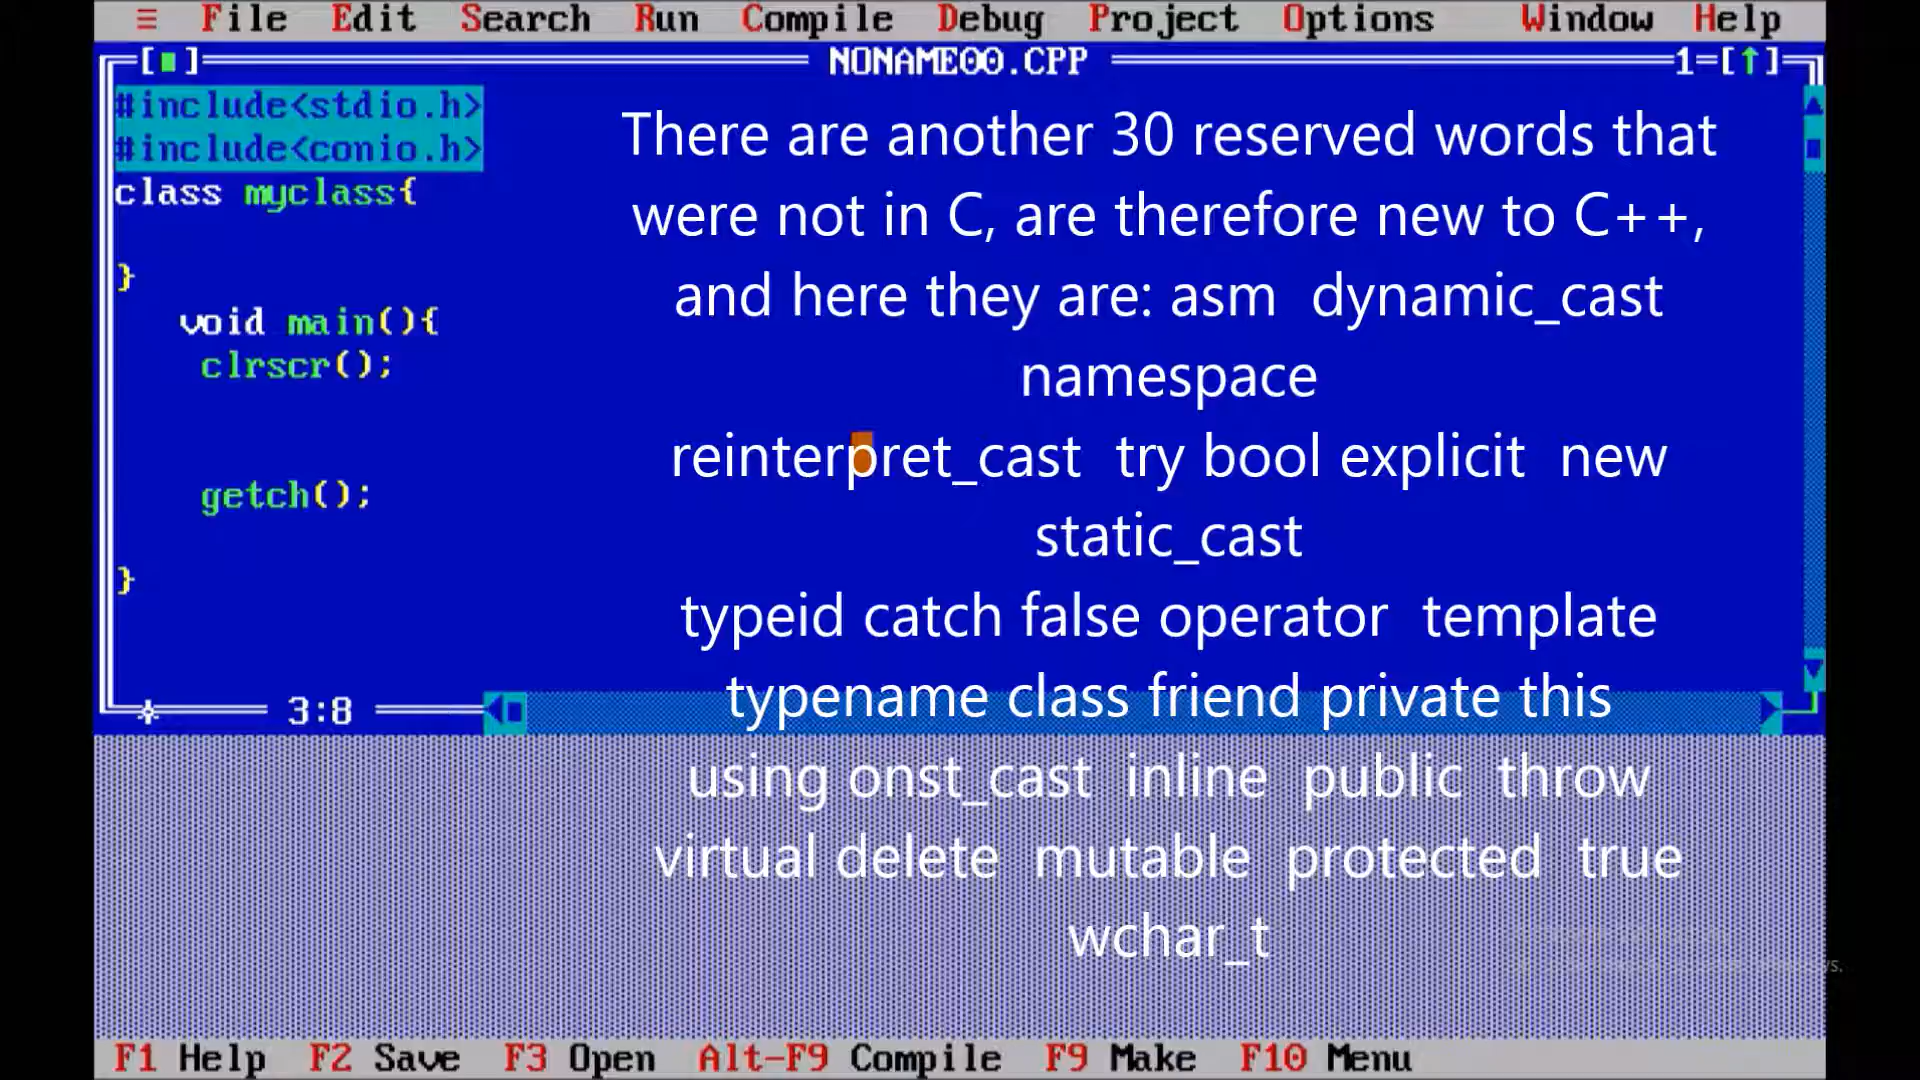 ≡ File Edit Search Run Compile Debug Project Options Window Help
[■] NONAME00.CPP 1=[↑]
#include<stdio.h>
#include<conio.h>
class myclass{
}
void main(){
clrscr();
getch();
}
3:8
There are another 30 reserved words that
were not in C, are therefore new to C++,
and here they are: asm dynamic_cast
namespace
reinterpret_cast try bool explicit new
static_cast
typeid catch false operator template
typename class friend private this
using onst_cast inline public throw
virtual delete mutable protected true
wchar_t
F1 Help F2 Save F3 Open Alt-F9 Compile F9 Make F10 Menu